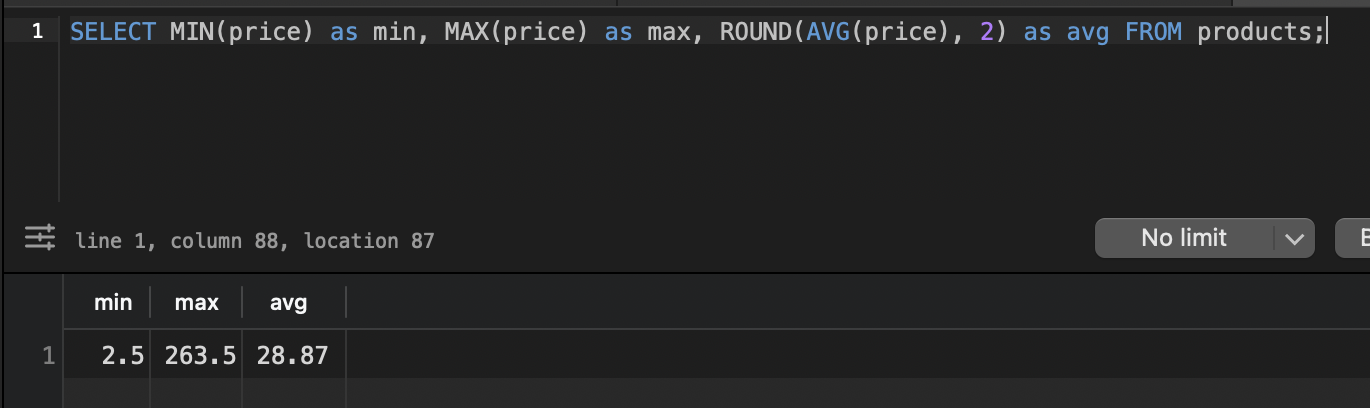 1 SELECT MIN(price) as min, MAX(price) as max, ROUND(AVG(price), 2) as avg FROM products;
line 1, column 88, location 87
No limit
min max avg
1 2.5 263.5 28.87